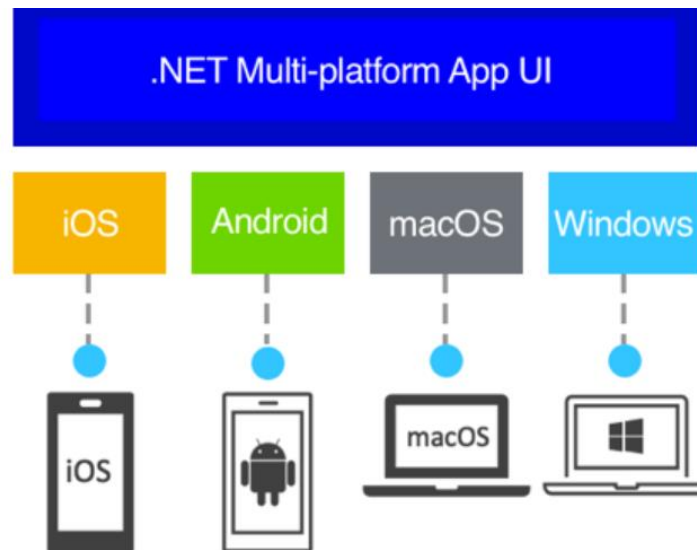 .NET Multi-platform App UI
iOS
Android
macOS
Windows
iOS
macOS